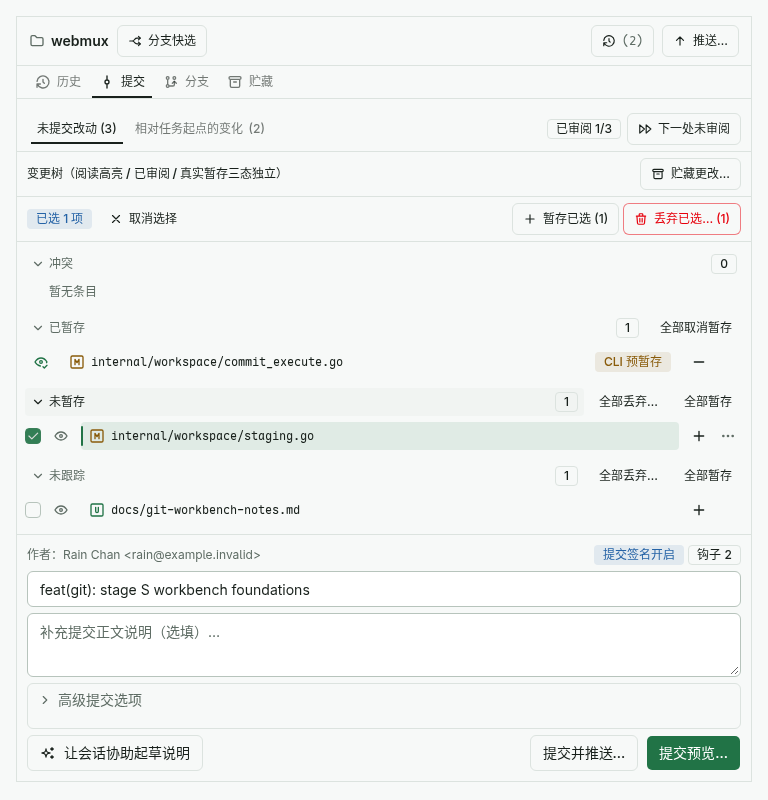 webmux 分支快选 (2) 推送...
历史 提交 分支 贮藏
未提交改动 (3) 相对任务起点的变化 (2) 已审阅 1/3 下一处未审阅
变更树（阅读高亮 / 已审阅 / 真实暂存三态独立） 贮藏更改...
已选 1 项 取消选择 暂存已选 (1) 丢弃已选... (1)
冲突 0
暂无条目
已暂存 1 全部取消暂存
M internal/workspace/commit_execute.go CLI 预暂存
未暂存 1 全部丢弃... 全部暂存
M internal/workspace/staging.go
未跟踪 1 全部丢弃... 全部暂存
U docs/git-workbench-notes.md
作者：Rain Chan <rain@example.invalid> 提交签名开启 钩子 2
feat(git): stage S workbench foundations
补充提交正文说明（选填）...
高级提交选项
让会话协助起草说明 提交并推送... 提交预览...